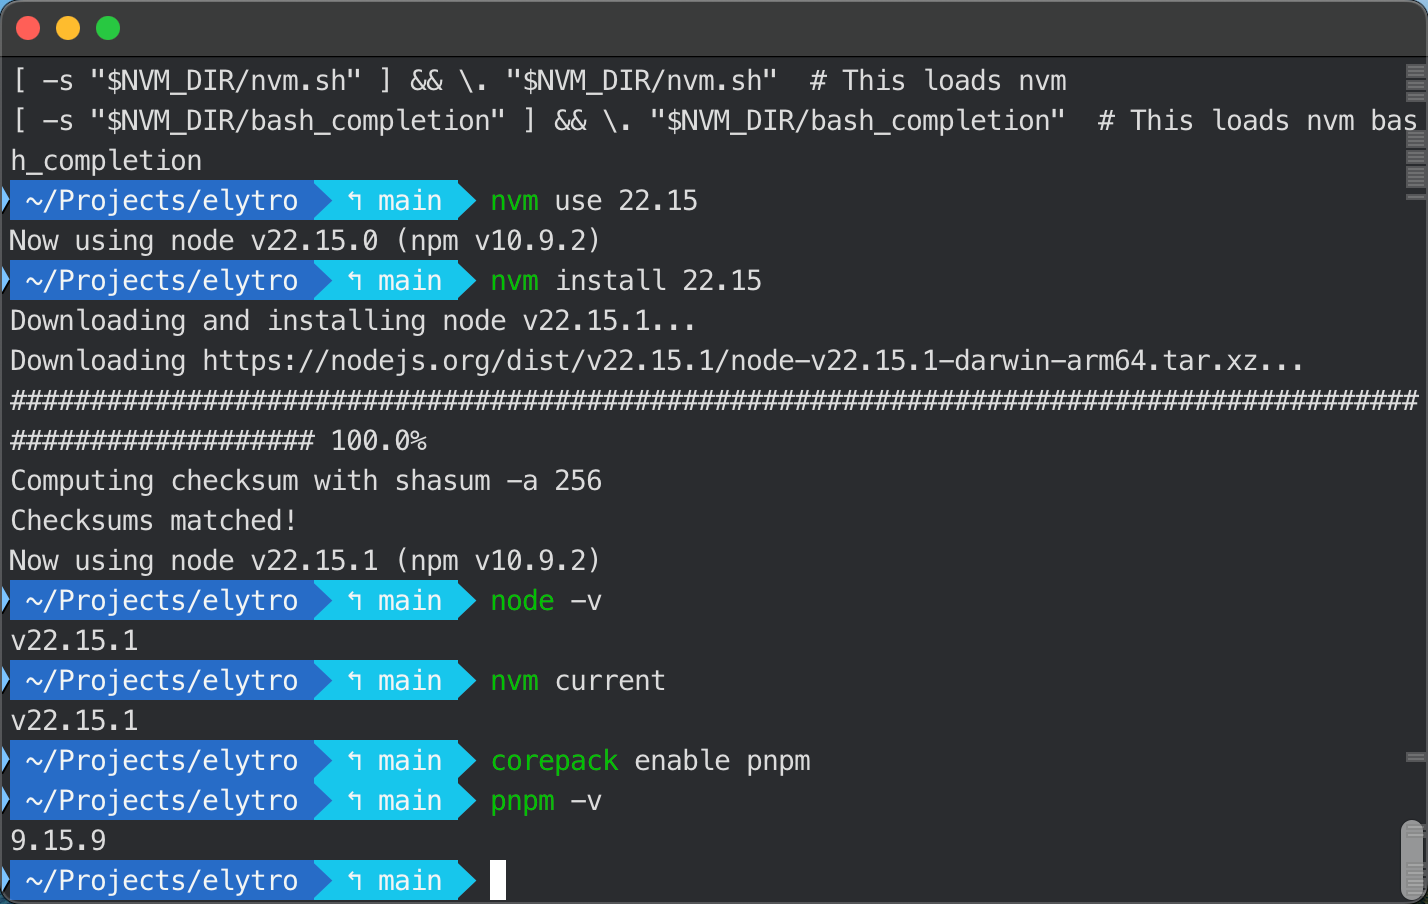 [ -s "$NVM_DIR/nvm.sh" ] && \. "$NVM_DIR/nvm.sh"  # This loads nvm
[ -s "$NVM_DIR/bash_completion" ] && \. "$NVM_DIR/bash_completion"  # This loads nvm bas
h_completion
~/Projects/elytro ↰ main nvm use 22.15
Now using node v22.15.0 (npm v10.9.2)
~/Projects/elytro ↰ main nvm install 22.15
Downloading and installing node v22.15.1...
Downloading https://nodejs.org/dist/v22.15.1/node-v22.15.1-darwin-arm64.tar.xz...
########################################################################################
################### 100.0%
Computing checksum with shasum -a 256
Checksums matched!
Now using node v22.15.1 (npm v10.9.2)
~/Projects/elytro ↰ main node -v
v22.15.1
~/Projects/elytro ↰ main nvm current
v22.15.1
~/Projects/elytro ↰ main corepack enable pnpm
~/Projects/elytro ↰ main pnpm -v
9.15.9
~/Projects/elytro ↰ main